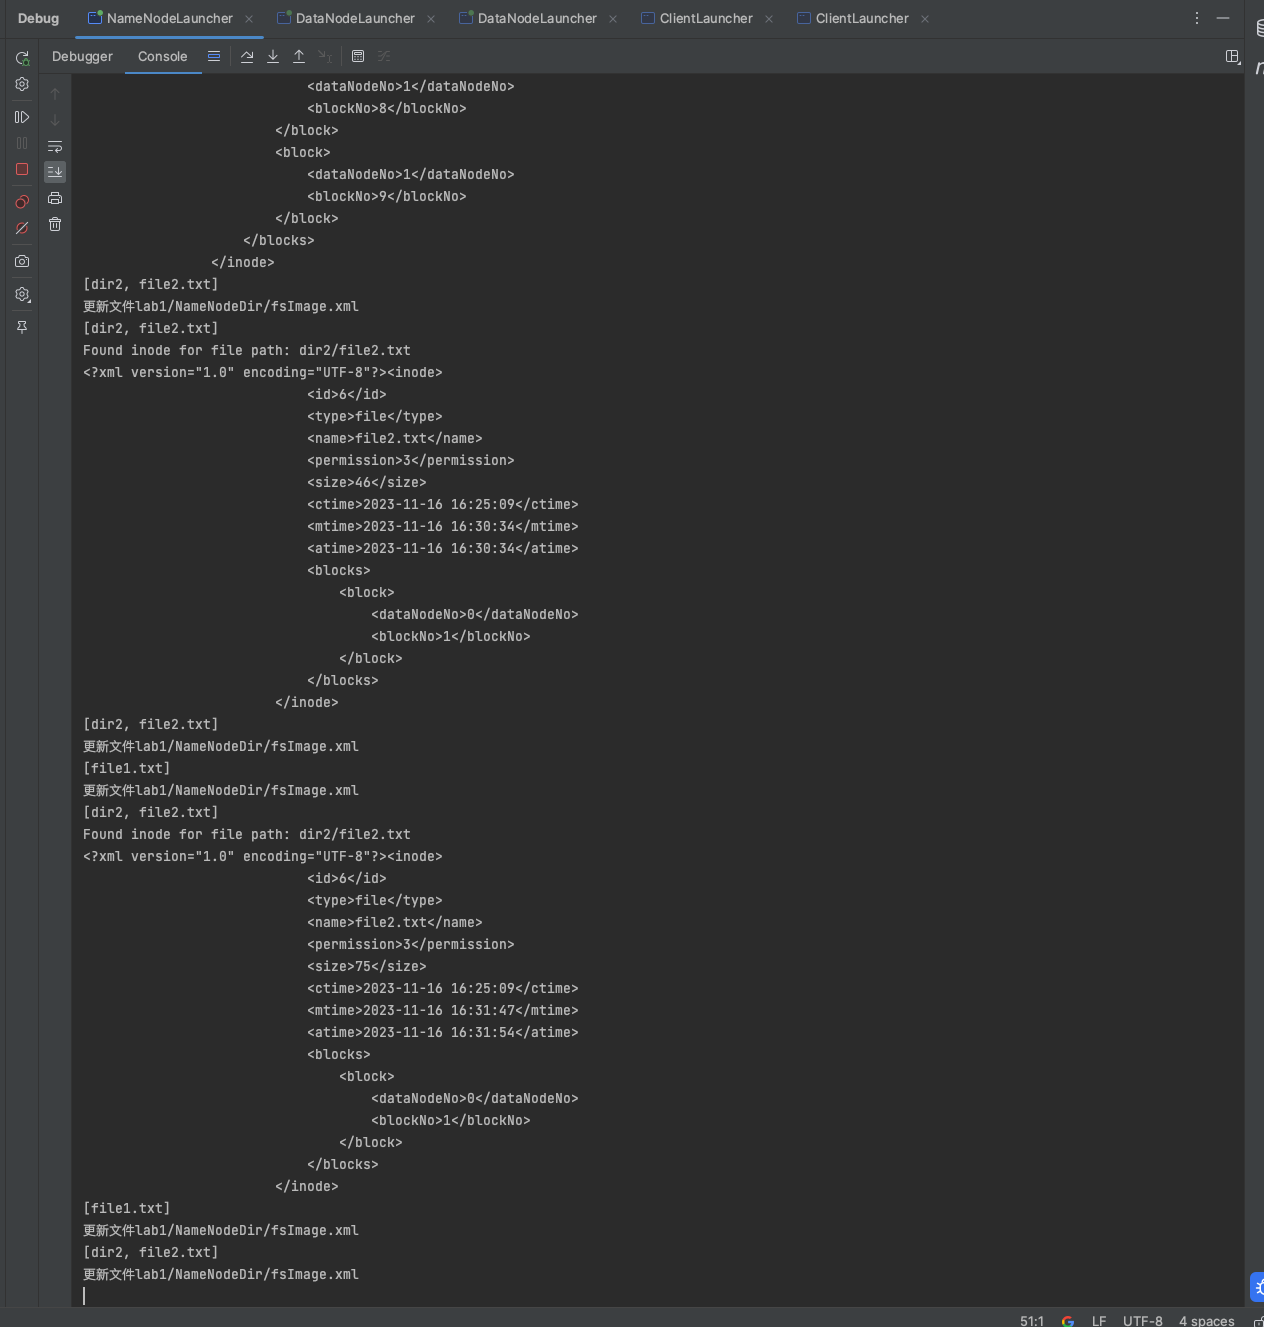 Debug NameNodeLauncher DataNodeLauncher DataNodeLauncher ClientLauncher ClientLauncher
Debugger Console
<dataNodeNo>1</dataNodeNo>
<blockNo>8</blockNo>
</block>
<block>
<dataNodeNo>1</dataNodeNo>
<blockNo>9</blockNo>
</block>
</blocks>
</inode>
[dir2, file2.txt]
更新文件lab1/NameNodeDir/fsImage.xml
[dir2, file2.txt]
Found inode for file path: dir2/file2.txt
<?xml version="1.0" encoding="UTF-8"?><inode>
<id>6</id>
<type>file</type>
<name>file2.txt</name>
<permission>3</permission>
<size>46</size>
<ctime>2023-11-16 16:25:09</ctime>
<mtime>2023-11-16 16:30:34</mtime>
<atime>2023-11-16 16:30:34</atime>
<blocks>
<block>
<dataNodeNo>0</dataNodeNo>
<blockNo>1</blockNo>
</block>
</blocks>
</inode>
[dir2, file2.txt]
更新文件lab1/NameNodeDir/fsImage.xml
[file1.txt]
更新文件lab1/NameNodeDir/fsImage.xml
[dir2, file2.txt]
Found inode for file path: dir2/file2.txt
<?xml version="1.0" encoding="UTF-8"?><inode>
<id>6</id>
<type>file</type>
<name>file2.txt</name>
<permission>3</permission>
<size>75</size>
<ctime>2023-11-16 16:25:09</ctime>
<mtime>2023-11-16 16:31:47</mtime>
<atime>2023-11-16 16:31:54</atime>
<blocks>
<block>
<dataNodeNo>0</dataNodeNo>
<blockNo>1</blockNo>
</block>
</blocks>
</inode>
[file1.txt]
更新文件lab1/NameNodeDir/fsImage.xml
[dir2, file2.txt]
更新文件lab1/NameNodeDir/fsImage.xml
51:1 LF UTF-8 4 spaces